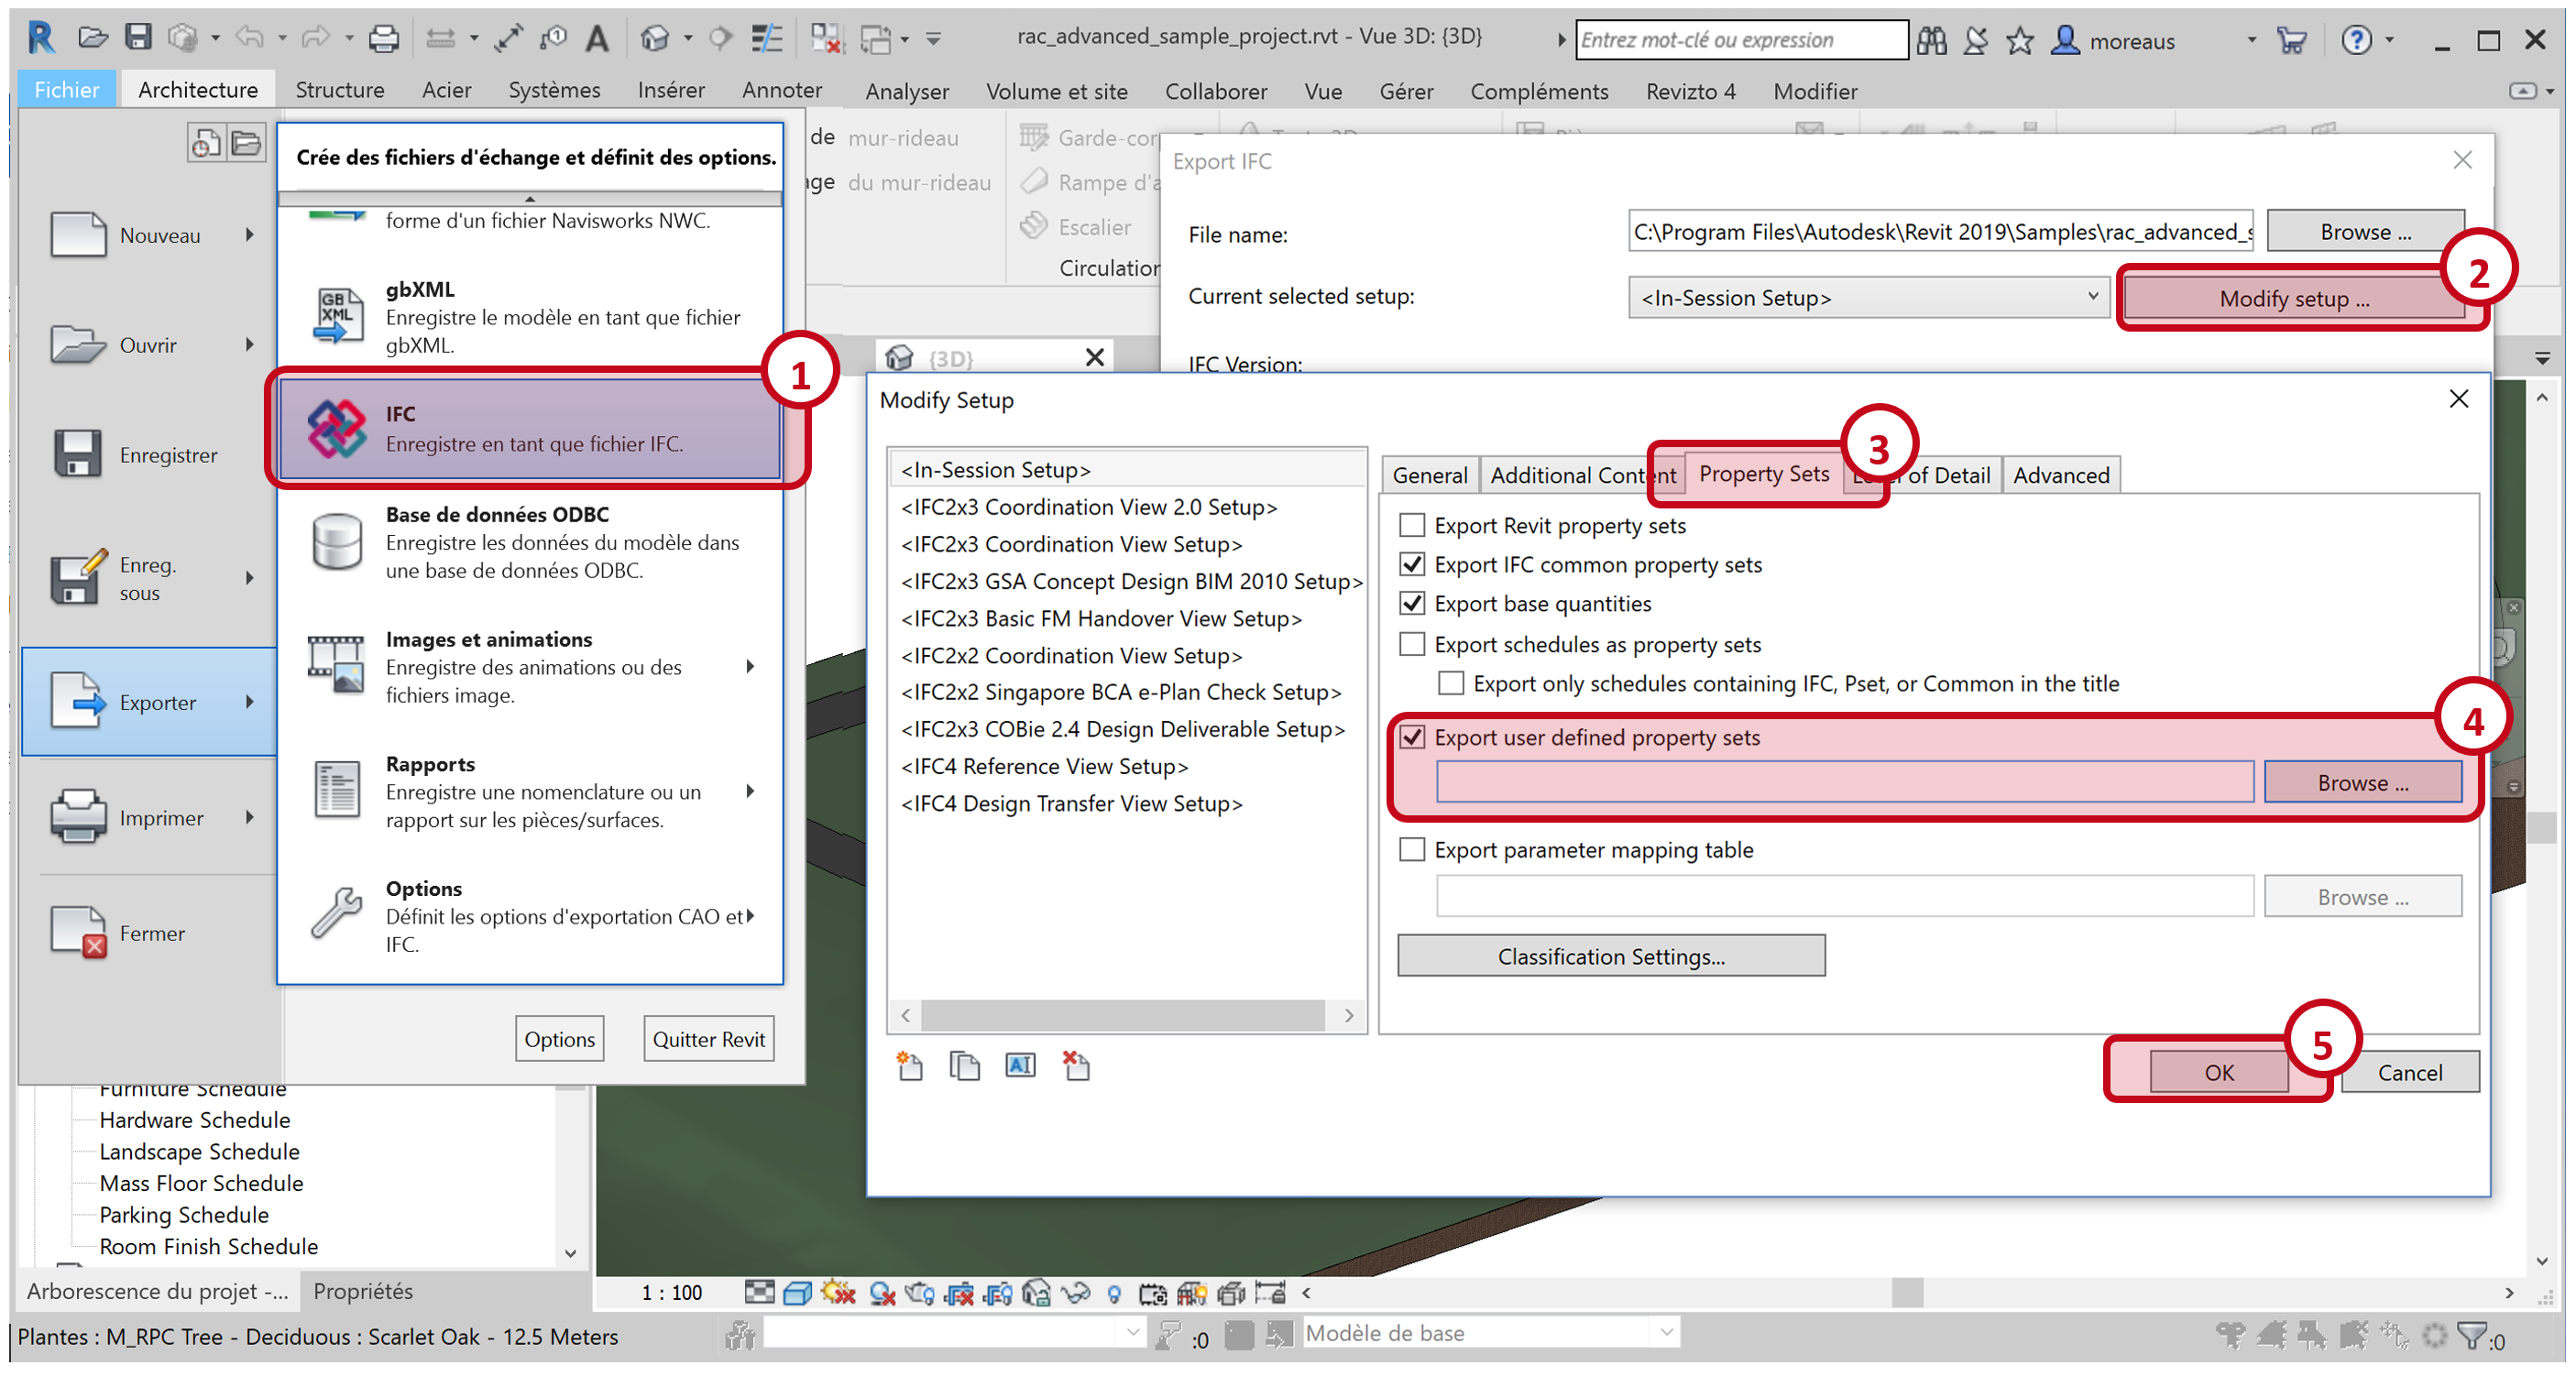 rac_advanced_sample_project.rvt - Vue 3D: {3D}
Entrez mot-clé ou expression
moreaus
Fichier
Architecture
Structure
Acier
Systèmes
Insérer
Annoter
Analyser
Volume et site
Collaborer
Vue
Gérer
Compléments
Revizto 4
Modifier
Nouveau
Ouvrir
Enregistrer
Enreg.
sous
Exporter
Imprimer
Fermer
Crée des fichiers d'échange et définit des options.
forme d'un fichier Navisworks NWC.
gbXML
Enregistre le modèle en tant que fichier
gbXML.
IFC
Enregistre en tant que fichier IFC.
1
Base de données ODBC
Enregistre les données du modèle dans
une base de données ODBC.
Images et animations
Enregistre des animations ou des
fichiers image.
Rapports
Enregistre une nomenclature ou un
rapport sur les pièces/surfaces.
Options
Définit les options d'exportation CAO et
IFC.
Options
Quitter Revit
de mur-rideau
du mur-rideau
Garde-cor
Rampe d'a
Escalier
Circulation
{3D}
Export IFC
File name:
C:\Program Files\Autodesk\Revit 2019\Samples\rac_advanced_s
Browse ...
Current selected setup:
<In-Session Setup>
Modify setup ...
2
IFC Version:
Modify Setup
<In-Session Setup>
<IFC2x3 Coordination View 2.0 Setup>
<IFC2x3 Coordination View Setup>
<IFC2x3 GSA Concept Design BIM 2010 Setup>
<IFC2x3 Basic FM Handover View Setup>
<IFC2x2 Coordination View Setup>
<IFC2x2 Singapore BCA e-Plan Check Setup>
<IFC2x3 COBie 2.4 Design Deliverable Setup>
<IFC4 Reference View Setup>
<IFC4 Design Transfer View Setup>
General
Additional Content
Property Sets
3
of Detail
Advanced
Export Revit property sets
Export IFC common property sets
Export base quantities
Export schedules as property sets
Export only schedules containing IFC, Pset, or Common in the title
Export user defined property sets
4
Browse ...
Export parameter mapping table
Browse ...
Classification Settings...
OK
5
Cancel
Furniture Schedule
Hardware Schedule
Landscape Schedule
Mass Floor Schedule
Parking Schedule
Room Finish Schedule
Arborescence du projet -...
Propriétés
1 : 100
Plantes : M_RPC Tree - Deciduous : Scarlet Oak - 12.5 Meters
:0
Modèle de base
:0